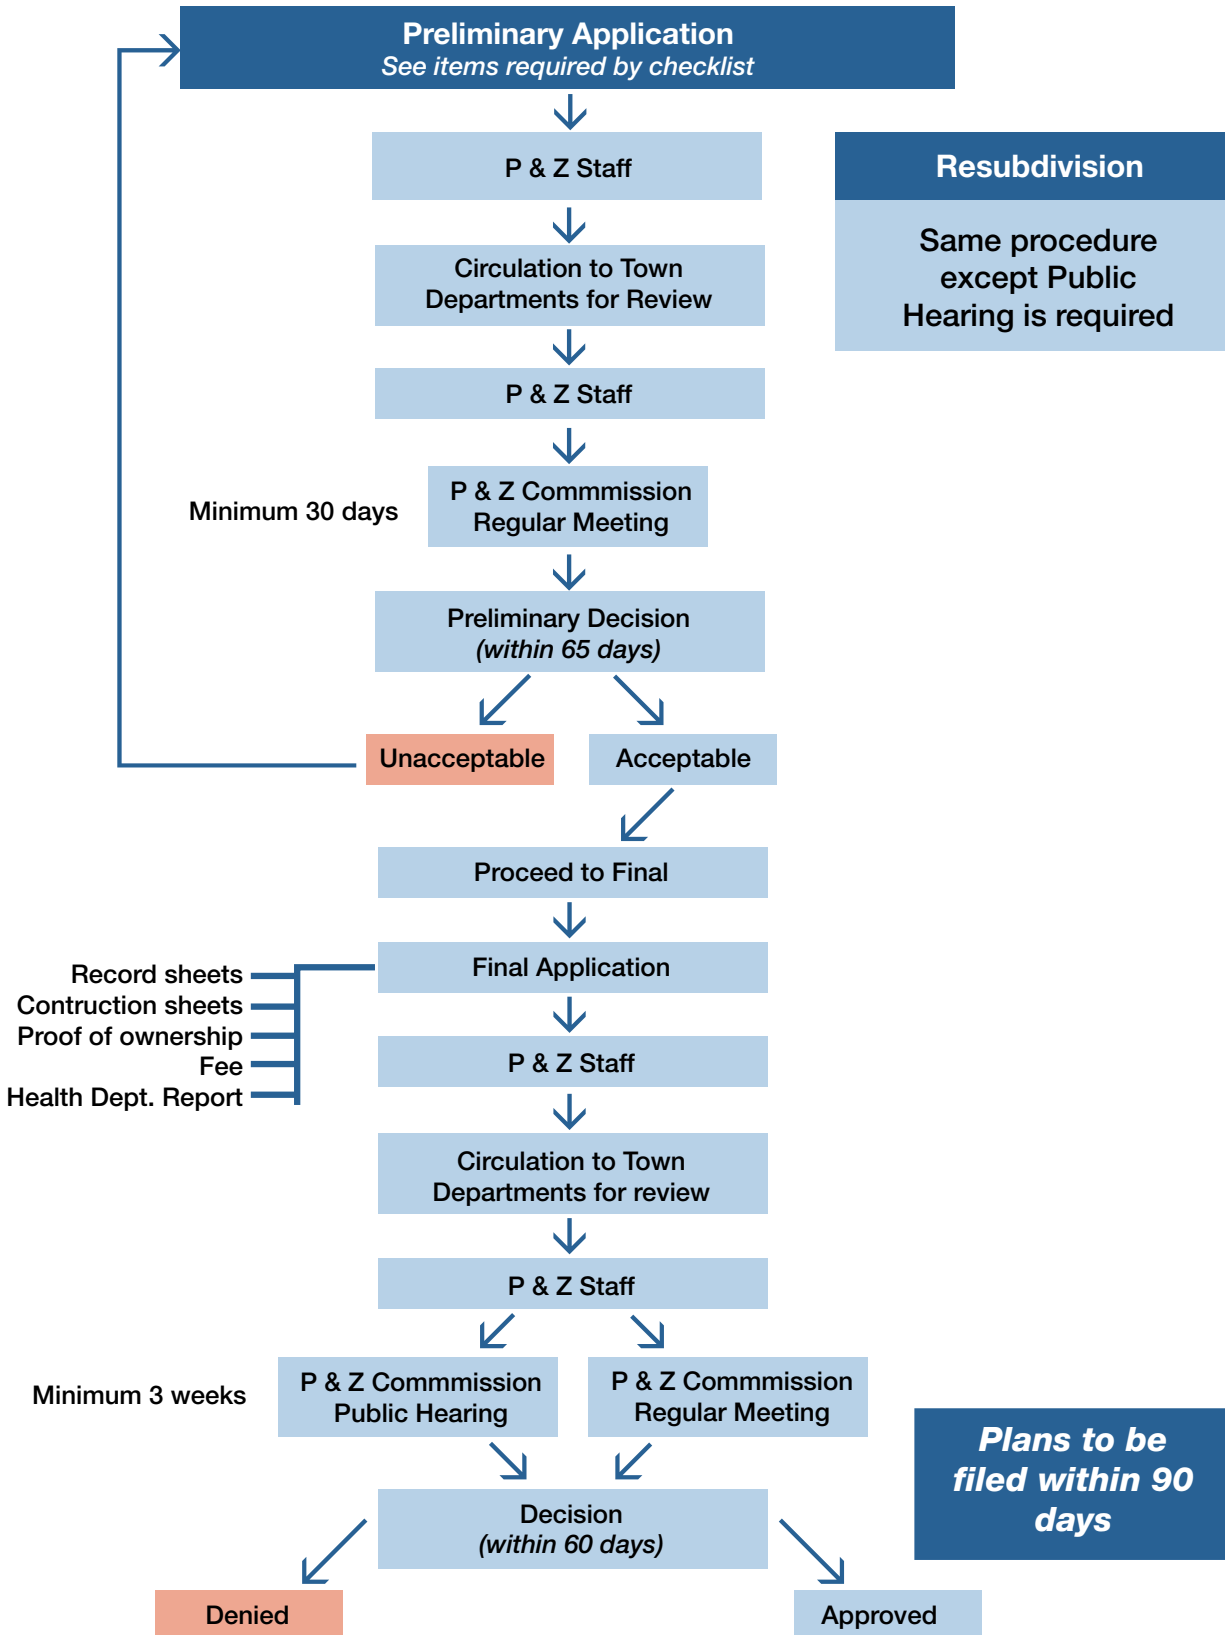 Preliminary Application
See items required by checklist
P & Z Staff
Resubdivision
Same procedure
except Public
Hearing is required
Circulation to Town
Departments for Review
P & Z Staff
Minimum 30 days
P & Z Commmission
Regular Meeting
Preliminary Decision
(within 65 days)
Unacceptable
Acceptable
Proceed to Final
Final Application
Record sheets
Contruction sheets
Proof of ownership
Fee
Health Dept. Report
P & Z Staff
Circulation to Town
Departments for review
P & Z Staff
Minimum 3 weeks
P & Z Commmission
Public Hearing
P & Z Commmission
Regular Meeting
Plans to be
filed within 90
days
Decision
(within 60 days)
Denied
Approved